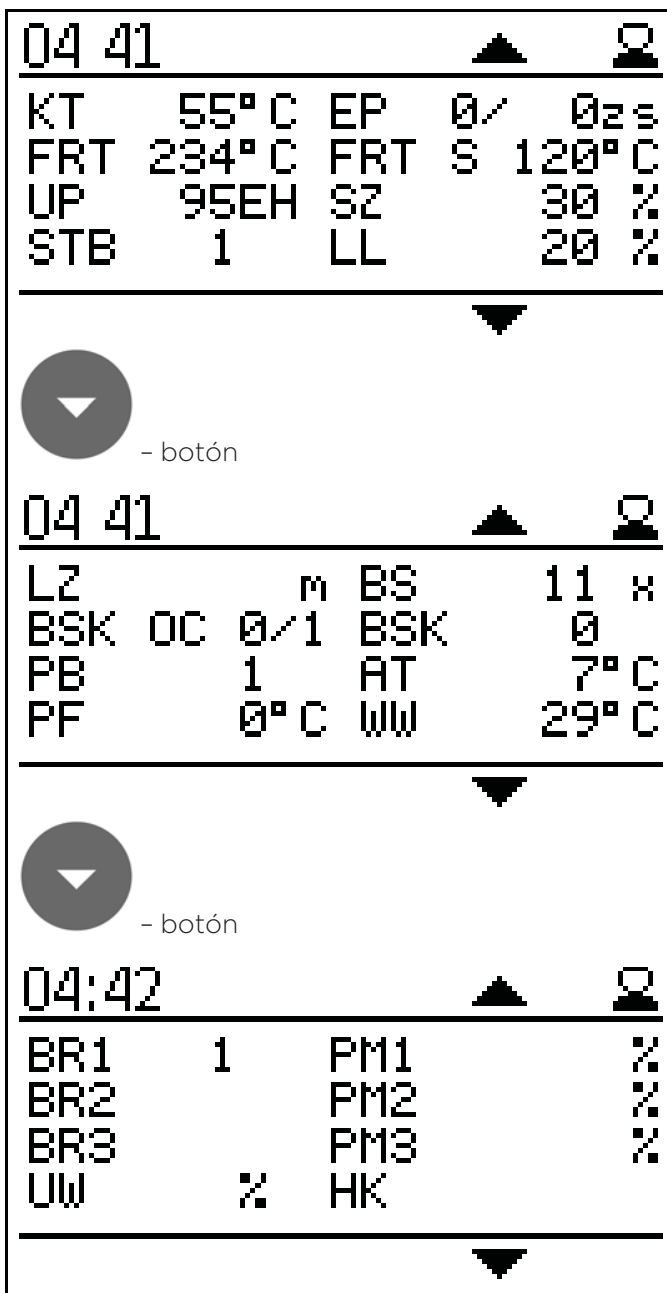 04 41
KT 55°C EP 0/ 0zs
FRT 234°C FRT S 120°C
UP 95EH SZ 30 %
STB 1 LL 20 %
– botón
04 41
LZ m BS 11 x
BSK OC 0/1 BSK 0
PB 1 AT 7°C
PF 0°C WW 29°C
– botón
04:42
BR1 1 PM1 %
BR2 PM2 %
BR3 PM3 %
UW % HK